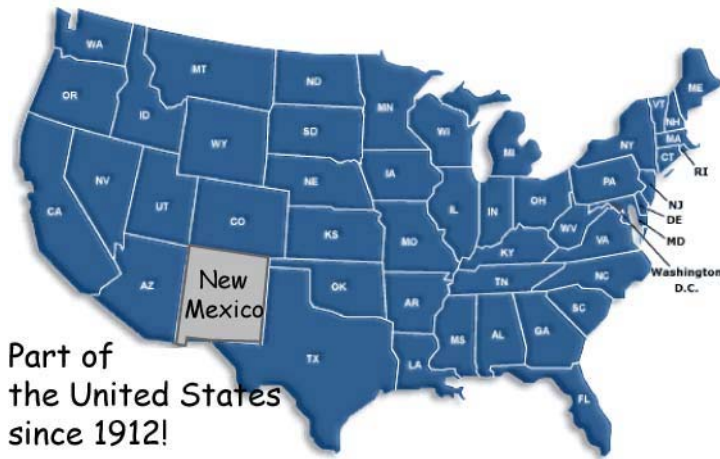 WA
MT
ND
MN
ME
VT
NH
OR
ID
SD
WI
NY
MA
WY
MI
CT
RI
NE
IA
PA
NJ
NV
UT
CO
IL
IN
OH
DE
CA
KS
MO
WV
VA
MD
KY
Washington
D.C.
AZ
New
Mexico
OK
AR
TN
NC
SC
TX
LA
MS
AL
GA
FL
Part of
the United States
since 1912!